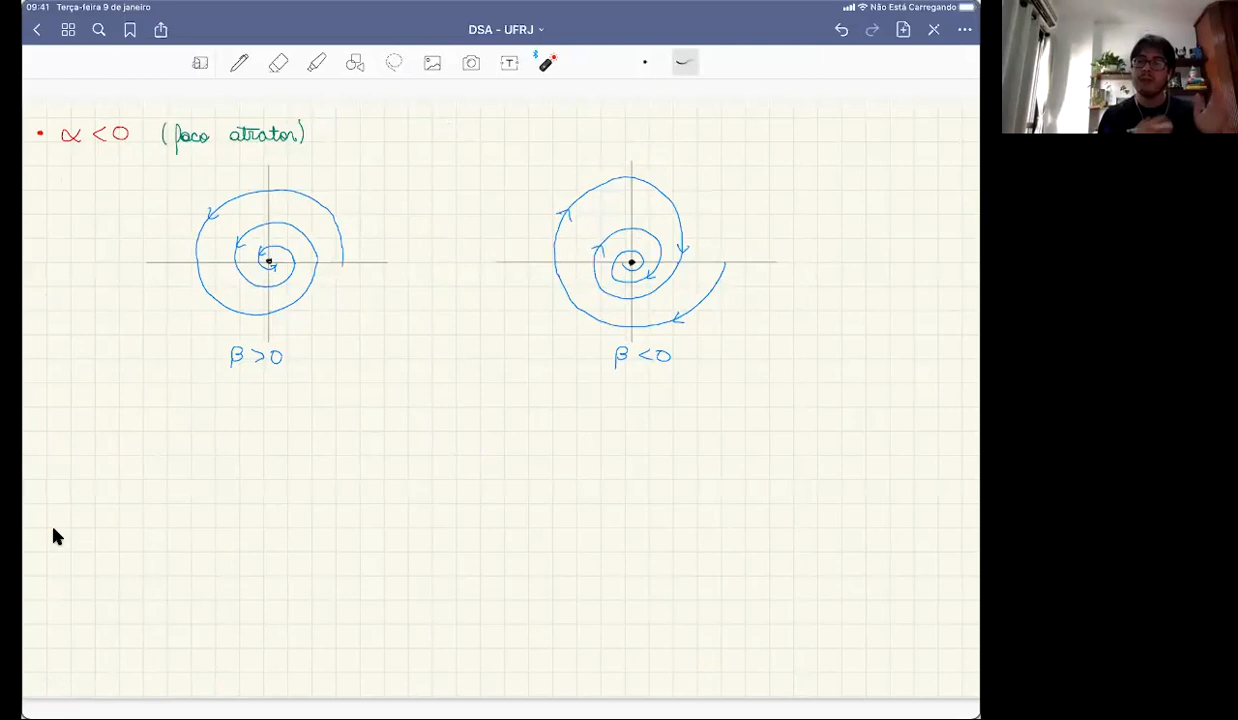 09:41 Terça-feira 9 de janeiro
Não Está Carregando
DSA - UFRJ
T
• α < 0 (foco atrator)
β > 0
β < 0